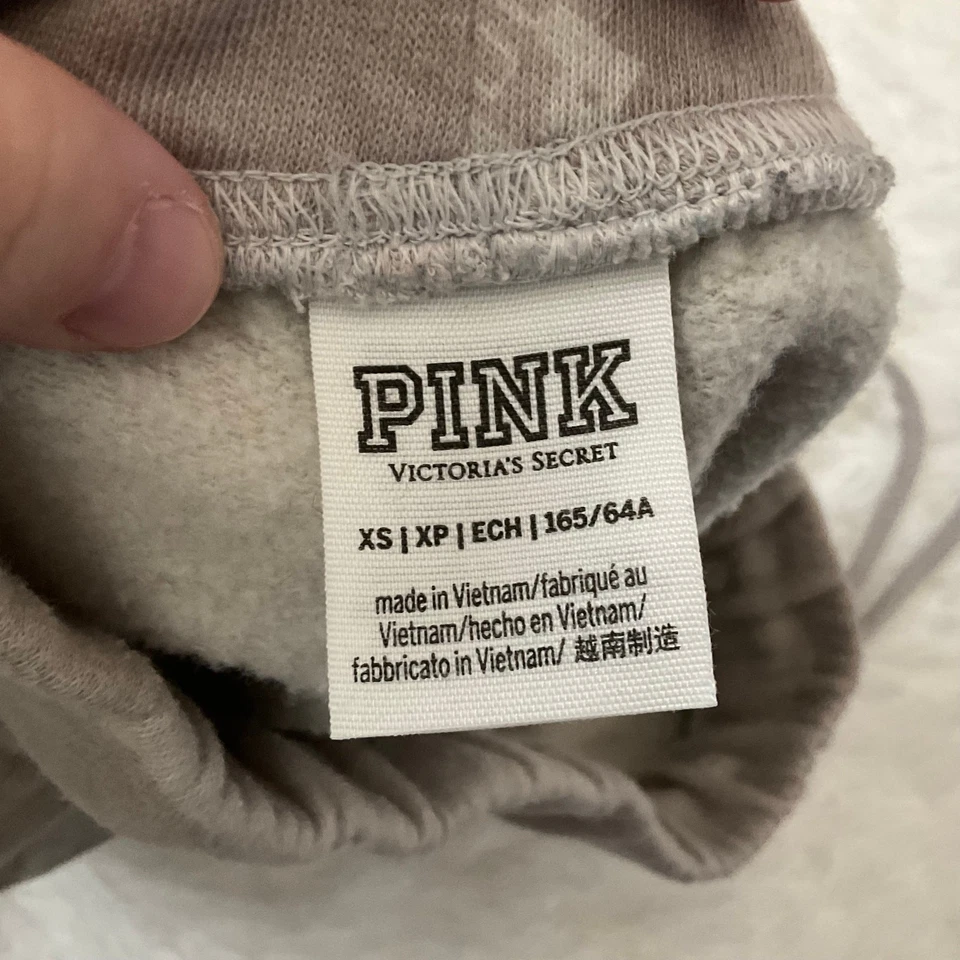 PINK
VICTORIA'S SECRET
XS | XP | ECH | 165/64A
made in Vietnam/fabriqué au
Vietnam/hecho en Vietnam/
fabbricato in Vietnam/ 越南制造